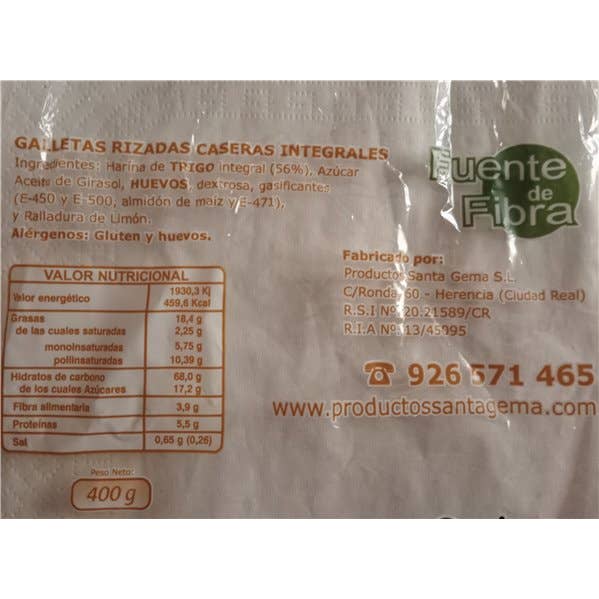 GALLETAS RIZADAS CASERAS INTEGRALES
Ingredientes: Harina de TRIGO integral (56%), Azúcar
Aceite de Girasol, HUEVOS, dextrosa, gasificantes
(E-450 y E-500, almidón de maiz y E-471),
y Ralladura de Limón.
Alérgenos: Gluten y huevos.
Fuente
de
Fibra
Fabricado por:
Productos Santa Gema S.L.
C/Ronda, 60 - Herencia (Ciudad Real)
R.S.I Nº 20.21589/CR
R.I.A Nº 13/45995
VALOR NUTRICIONAL
Valor energético 1930,3 Kj
459,6 Kcal
Grasas 18,4 g
de las cuales saturadas 2,25 g
monoinsaturadas 5,75 g
poliinsaturadas 10,39 g
Hidratos de carbono 68,0 g
de los cuales Azúcares 17,2 g
Fibra alimentaria 3,9 g
Proteínas 5,5 g
Sal 0,65 g (0,26)
☎ 926 571 465
www.productossantagema.com
Peso Neto:
400 g